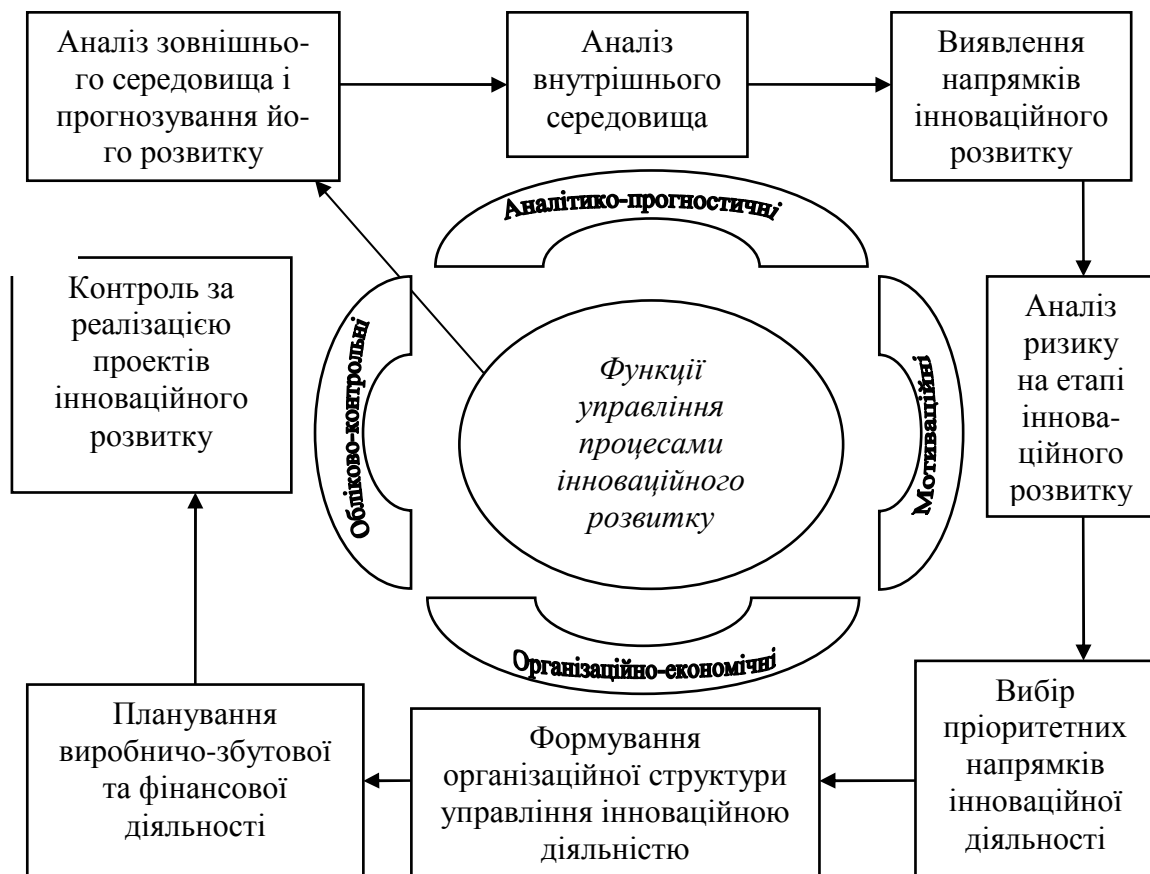 Аналіз зовнішньо-
го середовища і
прогнозування йо-
го розвитку
Аналіз
внутрішнього
середовища
Виявлення
напрямків
інноваційного
розвитку
Аналітико-прогностичні
Контроль за
реалізацією
проектів
інноваційного
розвитку
Обліково-контрольні
Функції
управління
процесами
інноваційного
розвитку
Мотиваційні
Аналіз
ризику
на етапі
іннова-
ційного
розвитку
Організаційно-економічні
Планування
виробничо-збутової
та фінансової
діяльності
Формування
організаційної структури
управління інноваційною
діяльністю
Вибір
пріоритетних
напрямків
інноваційної
діяльності